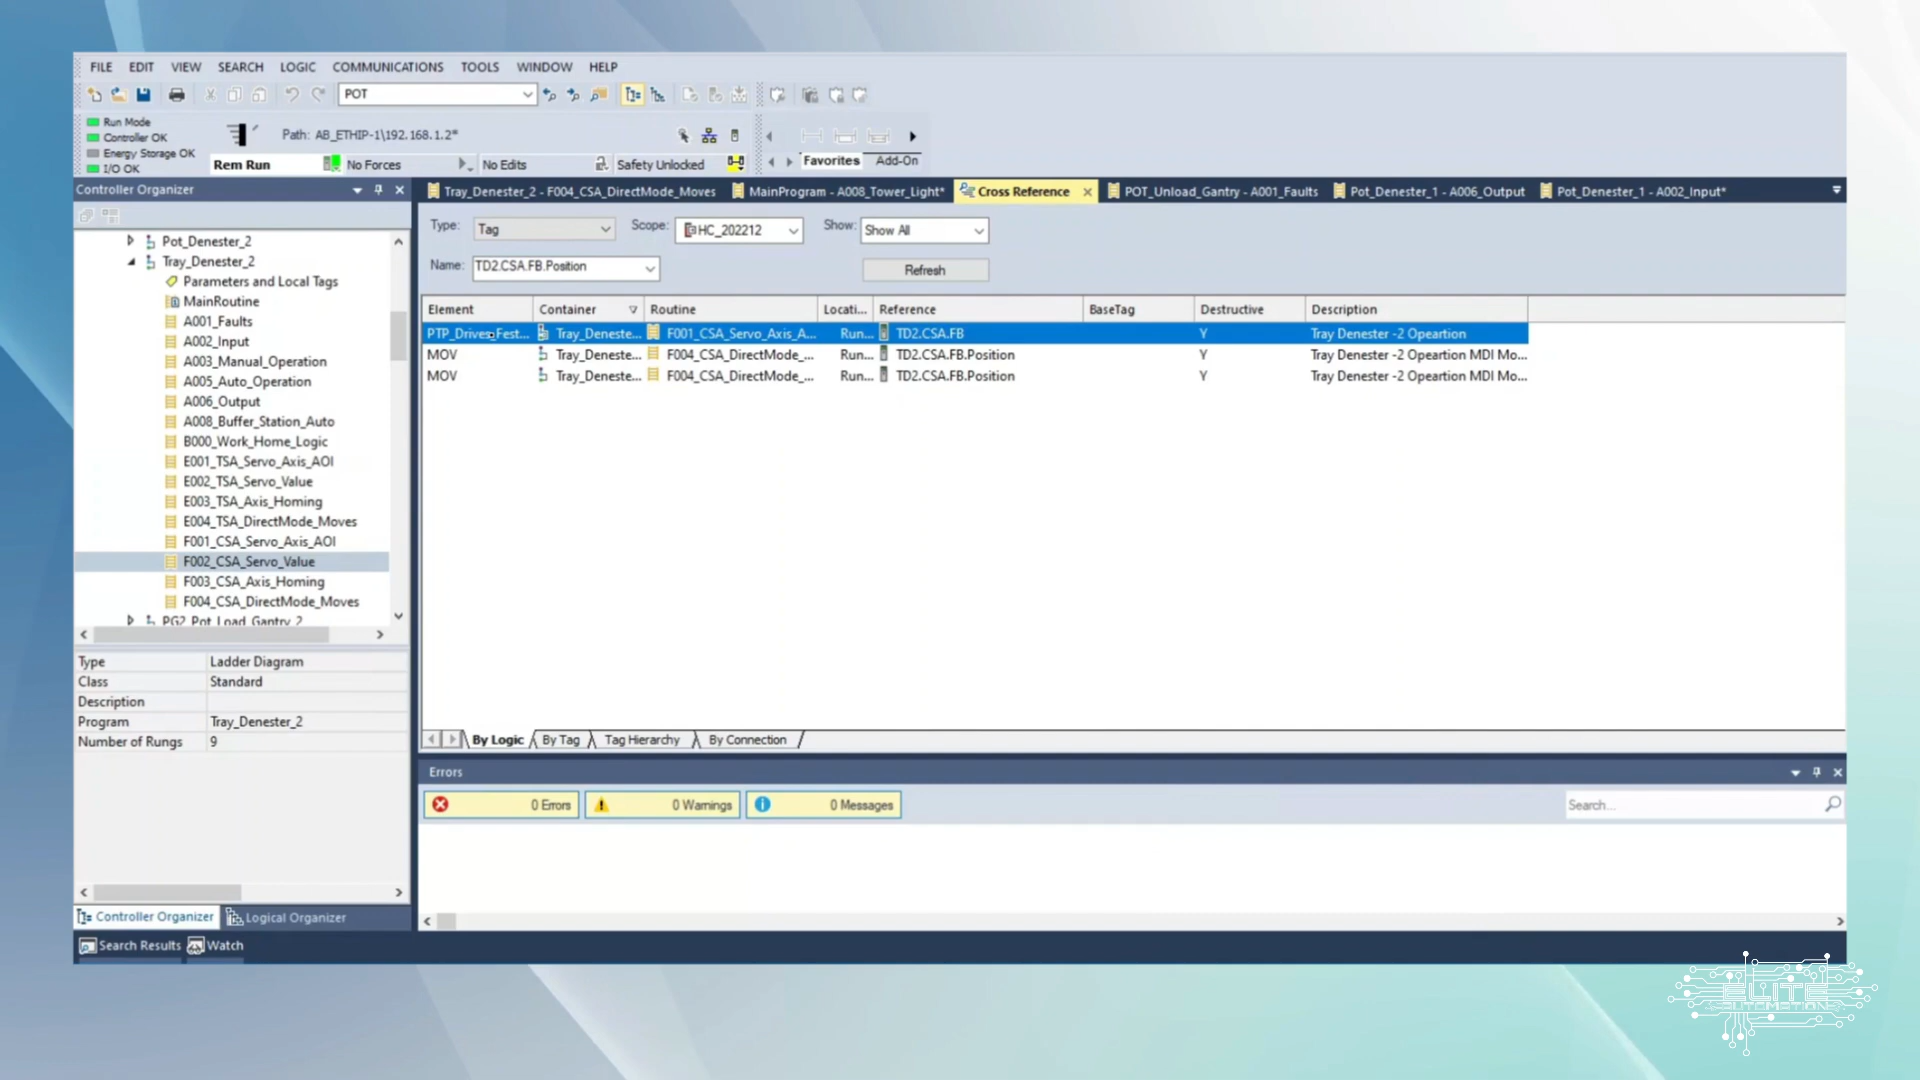 FILE EDIT VIEW SEARCH LOGIC COMMUNICATIONS TOOLS WINDOW HELP
POT
Run Mode
Controller OK
Energy Storage OK
I/O OK
Path: AB_ETHIP-1\192.168.1.2*
Rem Run No Forces No Edits Safety Unlocked
Favorites Add-On
Controller Organizer
Tray_Denester_2 - F004_CSA_DirectMode_Moves MainProgram - A008_Tower_Light* Cross Reference POT_Unload_Gantry - A001_Faults Pot_Denester_1 - A006_Output Pot_Denester_1 - A002_Input*
Type: Tag Scope: HC_202212 Show: Show All
Name: TD2.CSA.FB.Position Refresh
Element Container Routine Locati... Reference BaseTag Destructive Description
PTP_Drives_Fest... Tray_Deneste... F001_CSA_Servo_Axis_A... Run... TD2.CSA.FB Y Tray Denester -2 Opeartion
MOV Tray_Deneste... F004_CSA_DirectMode_... Run... TD2.CSA.FB.Position Y Tray Denester -2 Opeartion MDI Mo...
MOV Tray_Deneste... F004_CSA_DirectMode_... Run... TD2.CSA.FB.Position Y Tray Denester -2 Opeartion MDI Mo...
Pot_Denester_2
Tray_Denester_2
Parameters and Local Tags
MainRoutine
A001_Faults
A002_Input
A003_Manual_Operation
A005_Auto_Operation
A006_Output
A008_Buffer_Station_Auto
B000_Work_Home_Logic
E001_TSA_Servo_Axis_AOI
E002_TSA_Servo_Value
E003_TSA_Axis_Homing
E004_TSA_DirectMode_Moves
F001_CSA_Servo_Axis_AOI
F002_CSA_Servo_Value
F003_CSA_Axis_Homing
F004_CSA_DirectMode_Moves
PG2_Pot_Load_Gantry_2
Type Ladder Diagram
Class Standard
Description
Program Tray_Denester_2
Number of Rungs 9
By Logic By Tag Tag Hierarchy By Connection
Errors
0 Errors 0 Warnings 0 Messages Search...
Controller Organizer Logical Organizer
Search Results Watch
ELITE
AUTOMATIONS